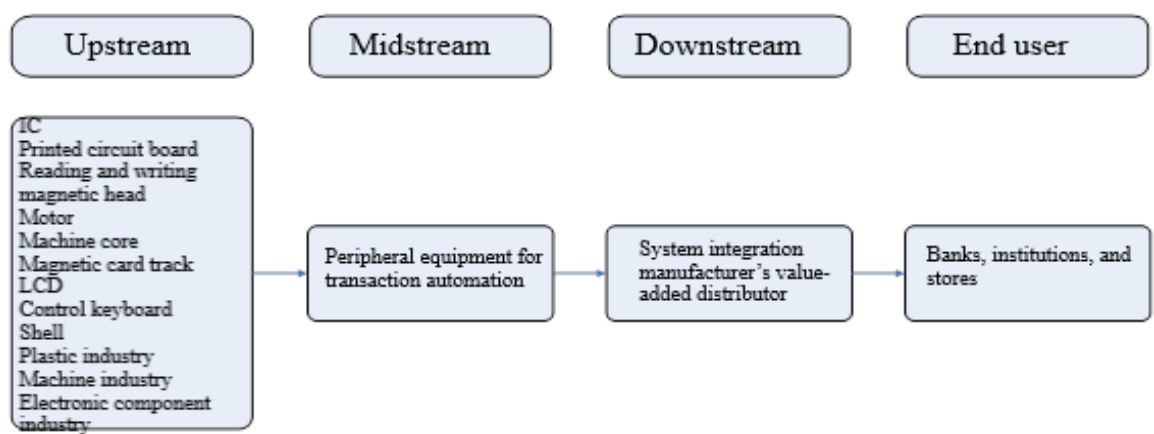 Upstream
Midstream
Downstream
End user
IC
Printed circuit board
Reading and writing
magnetic head
Motor
Machine core
Magnetic card track
LCD
Control keyboard
Shell
Plastic industry
Machine industry
Electronic component
industry
Peripheral equipment for
transaction automation
System integration
manufacturer’s value-
added distributor
Banks, institutions, and
stores